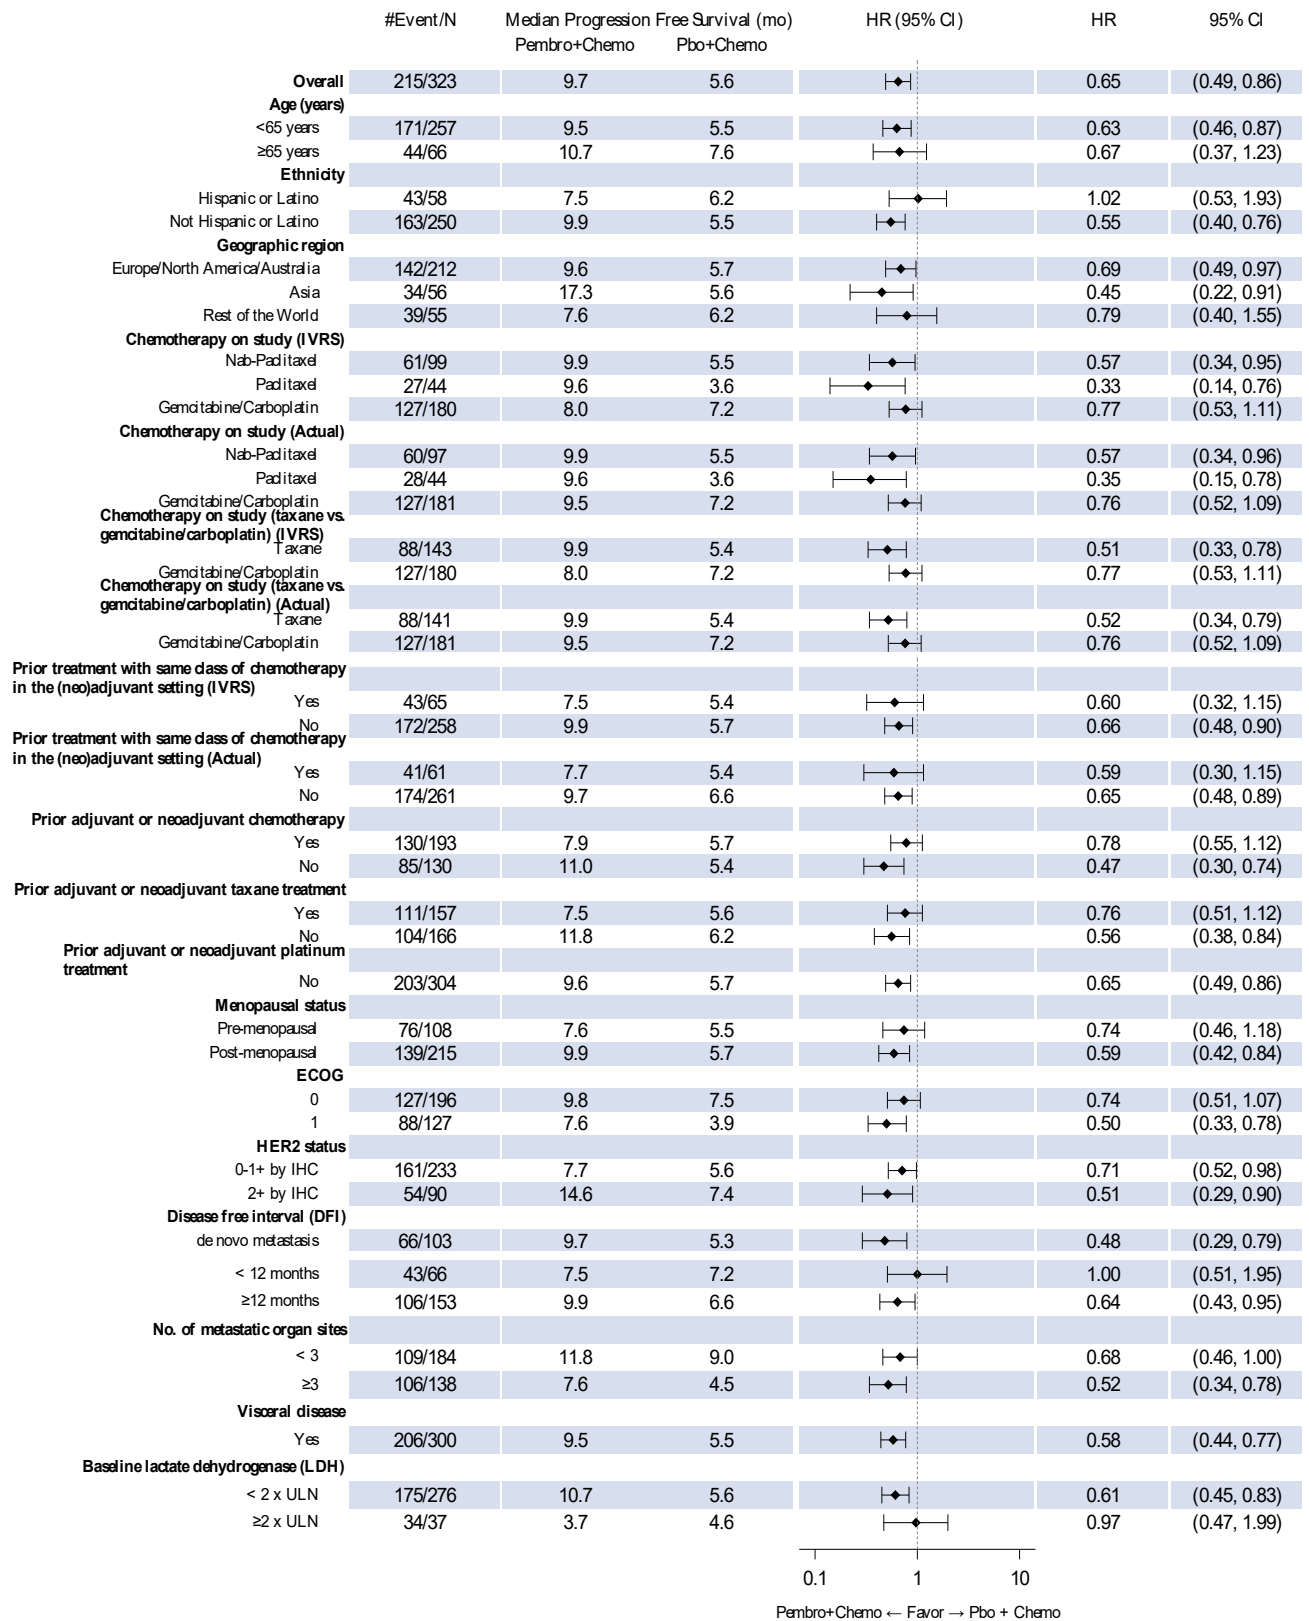 #Event/N Median Progression Free Survival (mo) HR (95% CI) HR 95% CI
Pembro+Chemo Pbo+Chemo
Overall 215/323 9.7 5.6 0.65 (0.49, 0.86)
Age (years)
<65 years 171/257 9.5 5.5 0.63 (0.46, 0.87)
≥65 years 44/66 10.7 7.6 0.67 (0.37, 1.23)
Ethnicity
Hispanic or Latino 43/58 7.5 6.2 1.02 (0.53, 1.93)
Not Hispanic or Latino 163/250 9.9 5.5 0.55 (0.40, 0.76)
Geographic region
Europe/North America/Australia 142/212 9.6 5.7 0.69 (0.49, 0.97)
Asia 34/56 17.3 5.6 0.45 (0.22, 0.91)
Rest of the World 39/55 7.6 6.2 0.79 (0.40, 1.55)
Chemotherapy on study (IVRS)
Nab-Paclitaxel 61/99 9.9 5.5 0.57 (0.34, 0.95)
Paclitaxel 27/44 9.6 3.6 0.33 (0.14, 0.76)
Gemcitabine/Carboplatin 127/180 8.0 7.2 0.77 (0.53, 1.11)
Chemotherapy on study (Actual)
Nab-Paclitaxel 60/97 9.9 5.5 0.57 (0.34, 0.96)
Paclitaxel 28/44 9.6 3.6 0.35 (0.15, 0.78)
Gemcitabine/Carboplatin 127/181 9.5 7.2 0.76 (0.52, 1.09)
Chemotherapy on study (taxane vs.
gemcitabine/carboplatin) (IVRS)
Taxane 88/143 9.9 5.4 0.51 (0.33, 0.78)
Gemcitabine/Carboplatin 127/180 8.0 7.2 0.77 (0.53, 1.11)
Chemotherapy on study (taxane vs.
gemcitabine/carboplatin) (Actual)
Taxane 88/141 9.9 5.4 0.52 (0.34, 0.79)
Gemcitabine/Carboplatin 127/181 9.5 7.2 0.76 (0.52, 1.09)
Prior treatment with same class of chemotherapy
in the (neo)adjuvant setting (IVRS)
Yes 43/65 7.5 5.4 0.60 (0.32, 1.15)
No 172/258 9.9 5.7 0.66 (0.48, 0.90)
Prior treatment with same class of chemotherapy
in the (neo)adjuvant setting (Actual)
Yes 41/61 7.7 5.4 0.59 (0.30, 1.15)
No 174/261 9.7 6.6 0.65 (0.48, 0.89)
Prior adjuvant or neoadjuvant chemotherapy
Yes 130/193 7.9 5.7 0.78 (0.55, 1.12)
No 85/130 11.0 5.4 0.47 (0.30, 0.74)
Prior adjuvant or neoadjuvant taxane treatment
Yes 111/157 7.5 5.6 0.76 (0.51, 1.12)
No 104/166 11.8 6.2 0.56 (0.38, 0.84)
Prior adjuvant or neoadjuvant platinum
treatment
No 203/304 9.6 5.7 0.65 (0.49, 0.86)
Menopausal status
Pre-menopausal 76/108 7.6 5.5 0.74 (0.46, 1.18)
Post-menopausal 139/215 9.9 5.7 0.59 (0.42, 0.84)
ECOG
0 127/196 9.8 7.5 0.74 (0.51, 1.07)
1 88/127 7.6 3.9 0.50 (0.33, 0.78)
HER2 status
0-1+ by IHC 161/233 7.7 5.6 0.71 (0.52, 0.98)
2+ by IHC 54/90 14.6 7.4 0.51 (0.29, 0.90)
Disease free interval (DFI)
de novo metastasis 66/103 9.7 5.3 0.48 (0.29, 0.79)
< 12 months 43/66 7.5 7.2 1.00 (0.51, 1.95)
≥12 months 106/153 9.9 6.6 0.64 (0.43, 0.95)
No. of metastatic organ sites
< 3 109/184 11.8 9.0 0.68 (0.46, 1.00)
≥3 106/138 7.6 4.5 0.52 (0.34, 0.78)
Visceral disease
Yes 206/300 9.5 5.5 0.58 (0.44, 0.77)
Baseline lactate dehydrogenase (LDH)
< 2 x ULN 175/276 10.7 5.6 0.61 (0.45, 0.83)
≥2 x ULN 34/37 3.7 4.6 0.97 (0.47, 1.99)
0.1 1 10
Pembro+Chemo ← Favor → Pbo + Chemo